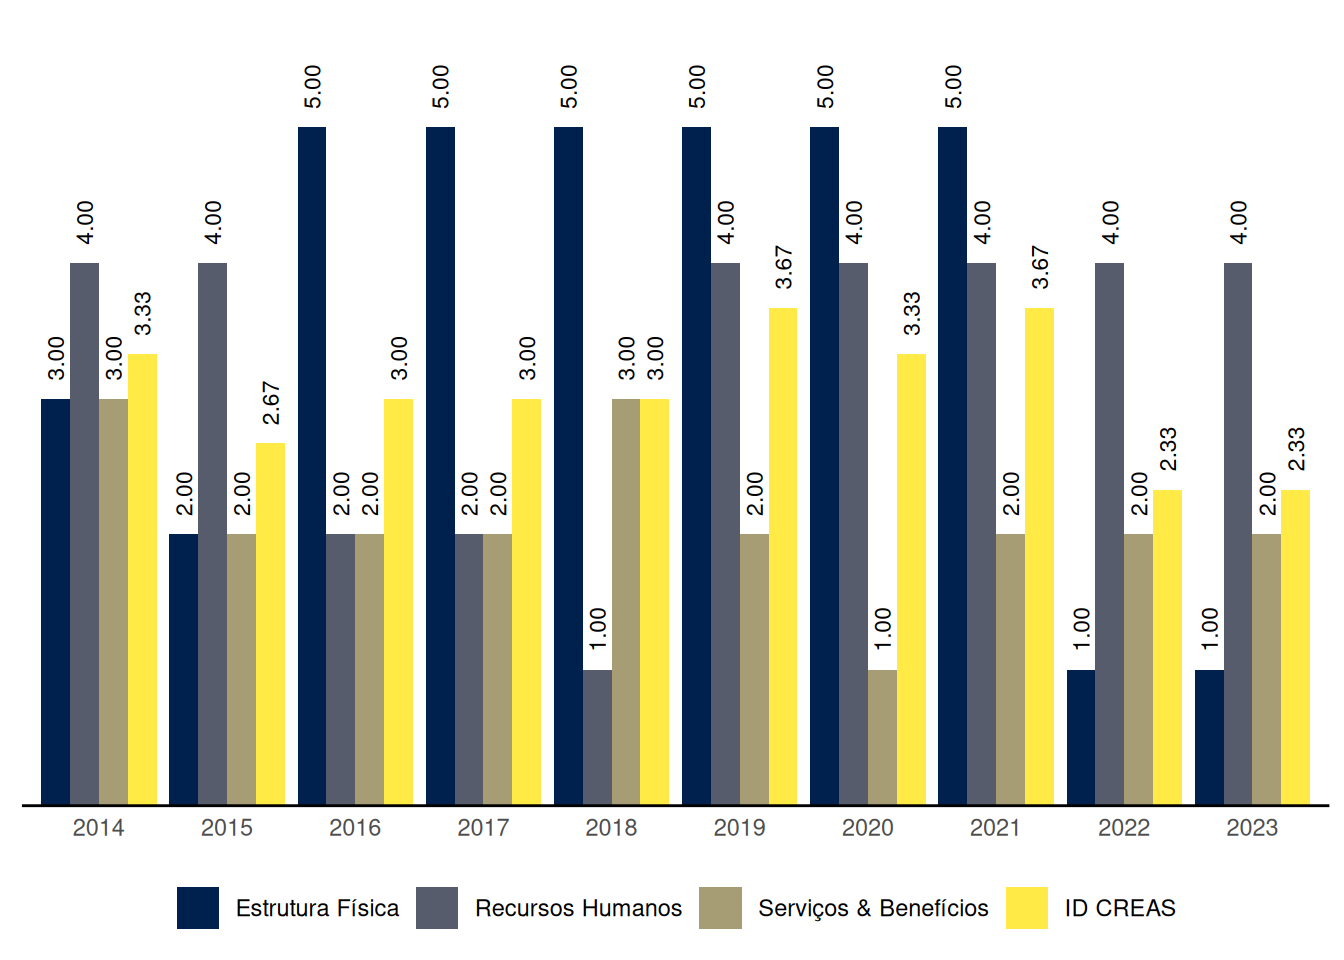 5.00 5.00 5.00 5.00 5.00 5.00
4.00 4.00 4.00 4.00 4.00 4.00 4.00
3.67 3.67
3.33 3.33
3.00 3.00 3.00 3.00 3.00 3.00
2.67
2.33 2.33
2.00 2.00 2.00 2.00 2.00 2.00 2.00 2.00 2.00 2.00
1.00 1.00 1.00 1.00
2014 2015 2016 2017 2018 2019 2020 2021 2022 2023
Estrutura Física Recursos Humanos Serviços & Benefícios ID CREAS